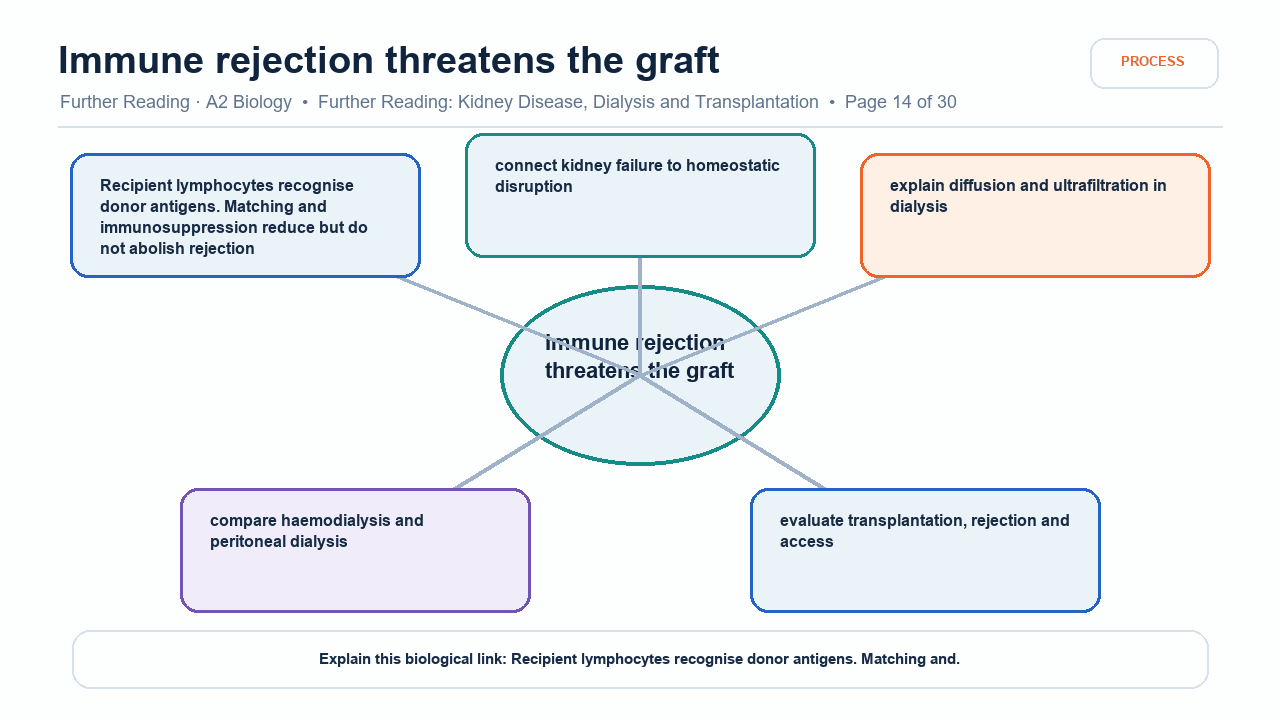 Immune rejection threatens the graft
PROCESS
Further Reading · A2 Biology • Further Reading: Kidney Disease, Dialysis and Transplantation • Page 14 of 30
Recipient lymphocytes recognise
donor antigens. Matching and
immunosuppression reduce but do
not abolish rejection
connect kidney failure to homeostatic
disruption
explain diffusion and ultrafiltration in
dialysis
Immune rejection
threatens the graft
compare haemodialysis and
peritoneal dialysis
evaluate transplantation, rejection and
access
Explain this biological link: Recipient lymphocytes recognise donor antigens. Matching and.